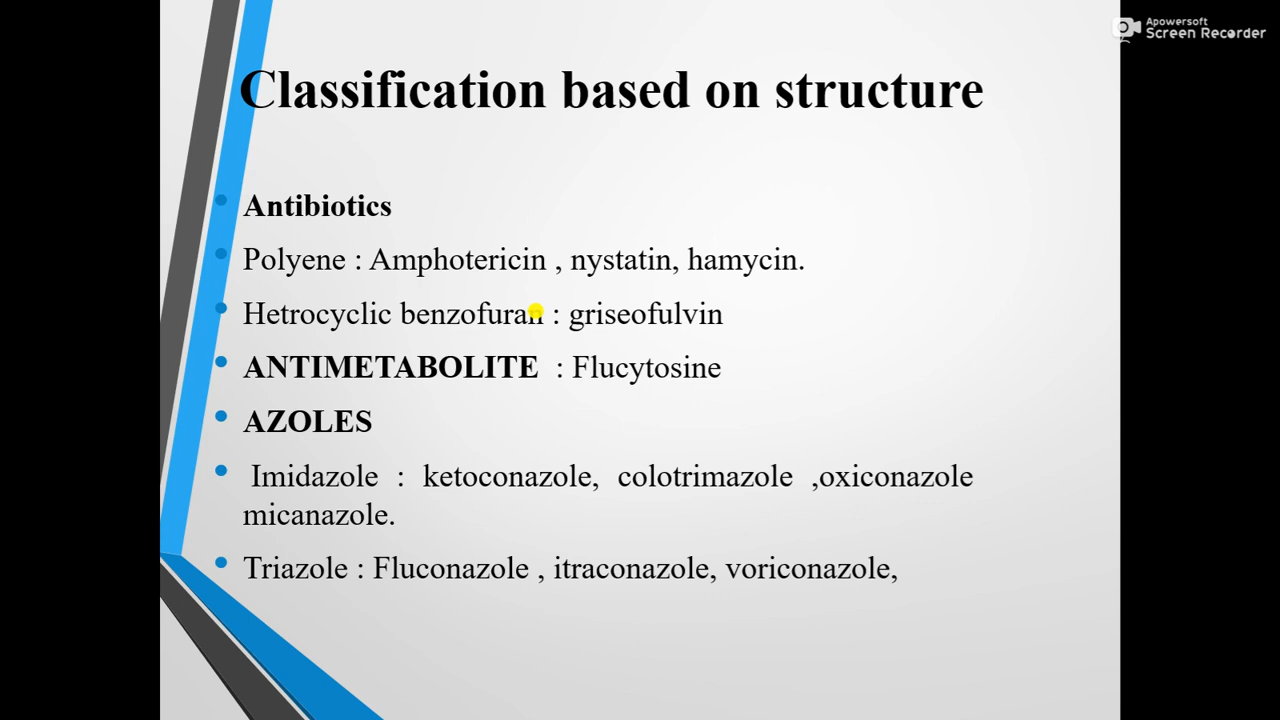 Apowersoft
Screen Recorder
Classification based on structure
• Antibiotics
• Polyene : Amphotericin , nystatin, hamycin.
• Hetrocyclic benzofuran : griseofulvin
• ANTIMETABOLITE : Flucytosine
• AZOLES
• Imidazole : ketoconazole, colotrimazole ,oxiconazole
micanazole.
• Triazole : Fluconazole , itraconazole, voriconazole,